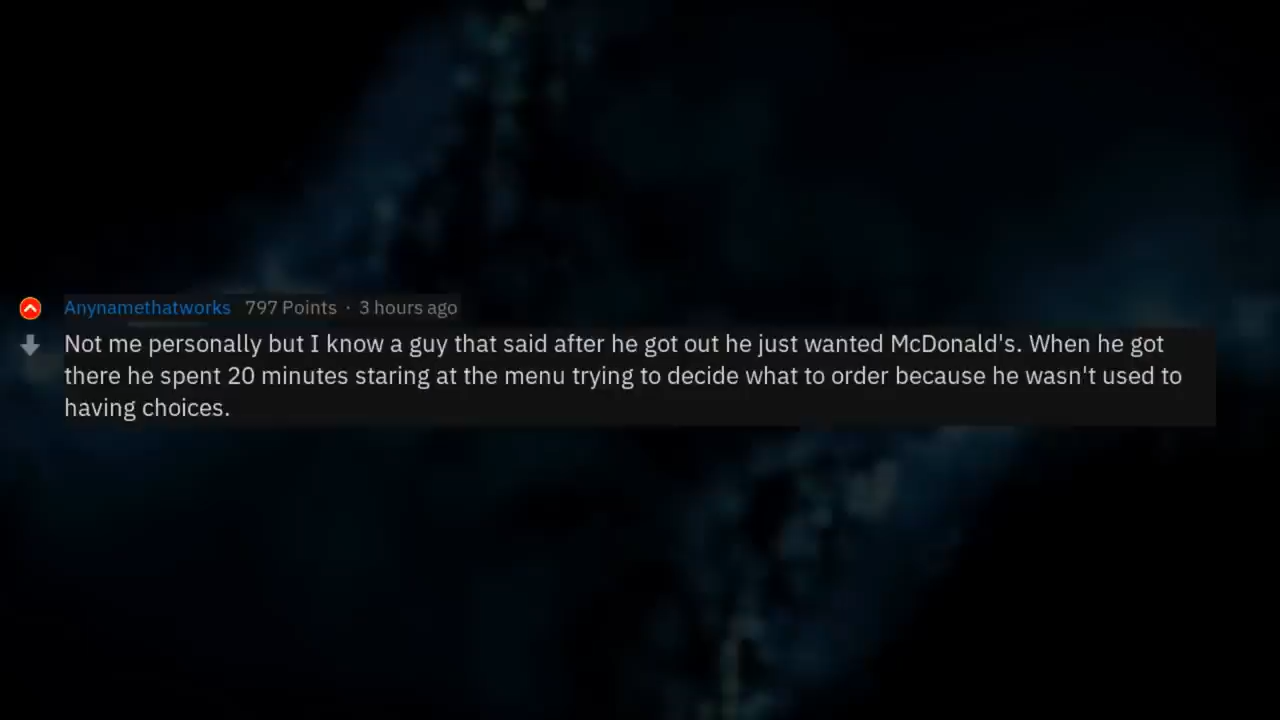 Anynamethatworks 797 Points · 3 hours ago
Not me personally but I know a guy that said after he got out he just wanted McDonald's. When he got
there he spent 20 minutes staring at the menu trying to decide what to order because he wasn't used to
having choices.